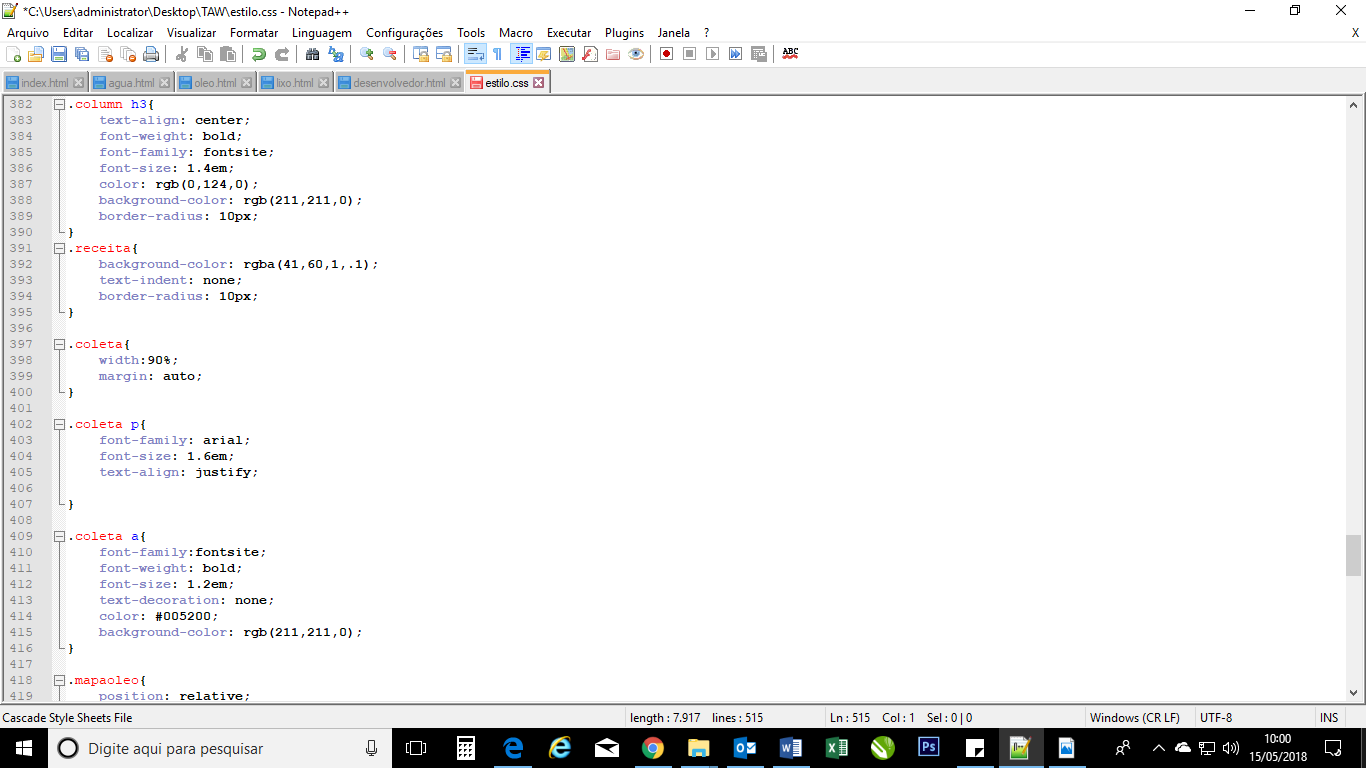 *C:\Users\administrator\Desktop\TAW\estilo.css - Notepad++
Arquivo Editar Localizar Visualizar Formatar Linguagem Configurações Tools Macro Executar Plugins Janela ? X
ABC
index.html agua.html oleo.html lixo.html desenvolvedor.html estilo.css
382 .column h3{
383 text-align: center;
384 font-weight: bold;
385 font-family: fontsite;
386 font-size: 1.4em;
387 color: rgb(0,124,0);
388 background-color: rgb(211,211,0);
389 border-radius: 10px;
390 }
391 .receita{
392 background-color: rgba(41,60,1,.1);
393 text-indent: none;
394 border-radius: 10px;
395 }
396
397 .coleta{
398 width:90%;
399 margin: auto;
400 }
401
402 .coleta p{
403 font-family: arial;
404 font-size: 1.6em;
405 text-align: justify;
406
407 }
408
409 .coleta a{
410 font-family:fontsite;
411 font-weight: bold;
412 font-size: 1.2em;
413 text-decoration: none;
414 color: #005200;
415 background-color: rgb(211,211,0);
416 }
417
418 .mapaoleo{
419 position: relative;
Cascade Style Sheets File length : 7.917 lines : 515 Ln : 515 Col : 1 Sel : 0 | 0 Windows (CR LF) UTF-8 INS
Digite aqui para pesquisar
Ps
10:00
15/05/2018